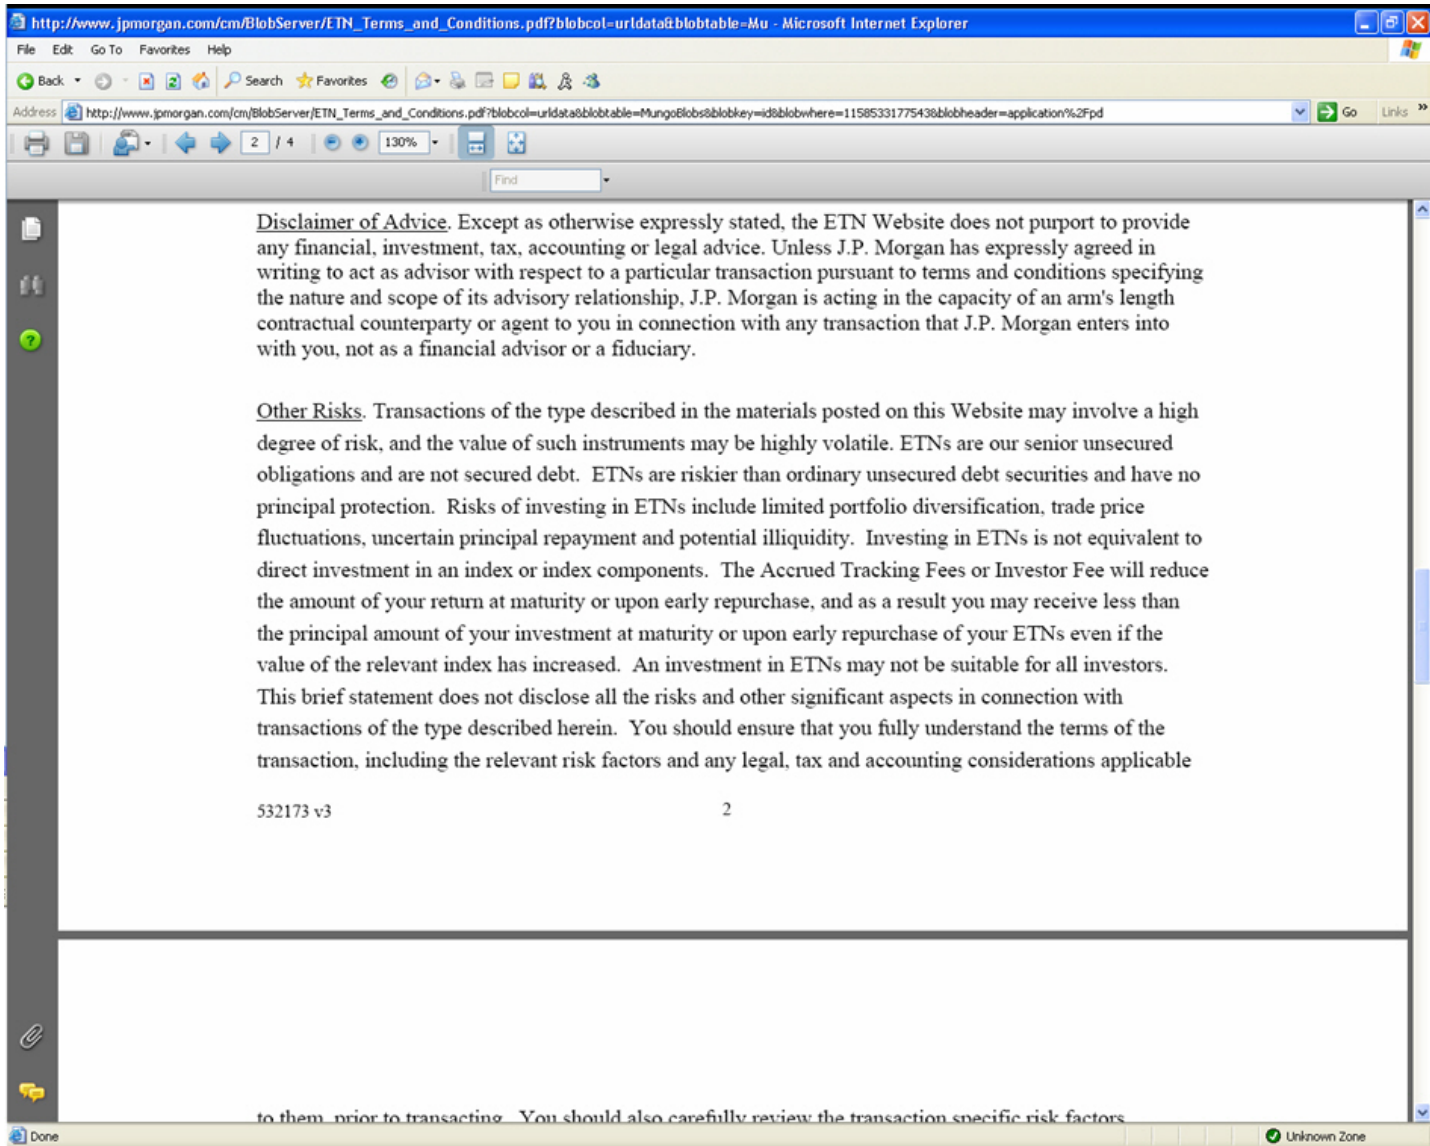 http://www.jpmorgan.com/cm/BlobServer/ETN_Terms_and_Conditions.pdf?blobcol=urldata&blobtable=Mu - Microsoft Internet Explorer
File Edit Go To Favorites Help
Back Search Favorites
Address http://www.jpmorgan.com/cm/BlobServer/ETN_Terms_and_Conditions.pdf?blobcol=urldata&blobtable=MungoBlobs&blobkey=id&blobwhere=1158533177543&blobheader=application%2Fpd Go Links »
2 / 4 130%
Find
Disclaimer of Advice. Except as otherwise expressly stated, the ETN Website does not purport to provide
any financial, investment, tax, accounting or legal advice. Unless J.P. Morgan has expressly agreed in
writing to act as advisor with respect to a particular transaction pursuant to terms and conditions specifying
the nature and scope of its advisory relationship, J.P. Morgan is acting in the capacity of an arm's length
contractual counterparty or agent to you in connection with any transaction that J.P. Morgan enters into
with you, not as a financial advisor or a fiduciary.
Other Risks. Transactions of the type described in the materials posted on this Website may involve a high
degree of risk, and the value of such instruments may be highly volatile. ETNs are our senior unsecured
obligations and are not secured debt. ETNs are riskier than ordinary unsecured debt securities and have no
principal protection. Risks of investing in ETNs include limited portfolio diversification, trade price
fluctuations, uncertain principal repayment and potential illiquidity. Investing in ETNs is not equivalent to
direct investment in an index or index components. The Accrued Tracking Fees or Investor Fee will reduce
the amount of your return at maturity or upon early repurchase, and as a result you may receive less than
the principal amount of your investment at maturity or upon early repurchase of your ETNs even if the
value of the relevant index has increased. An investment in ETNs may not be suitable for all investors.
This brief statement does not disclose all the risks and other significant aspects in connection with
transactions of the type described herein. You should ensure that you fully understand the terms of the
transaction, including the relevant risk factors and any legal, tax and accounting considerations applicable
532173 v3 2
to them, prior to transacting. You should also carefully review the transaction specific risk factors
Done Unknown Zone